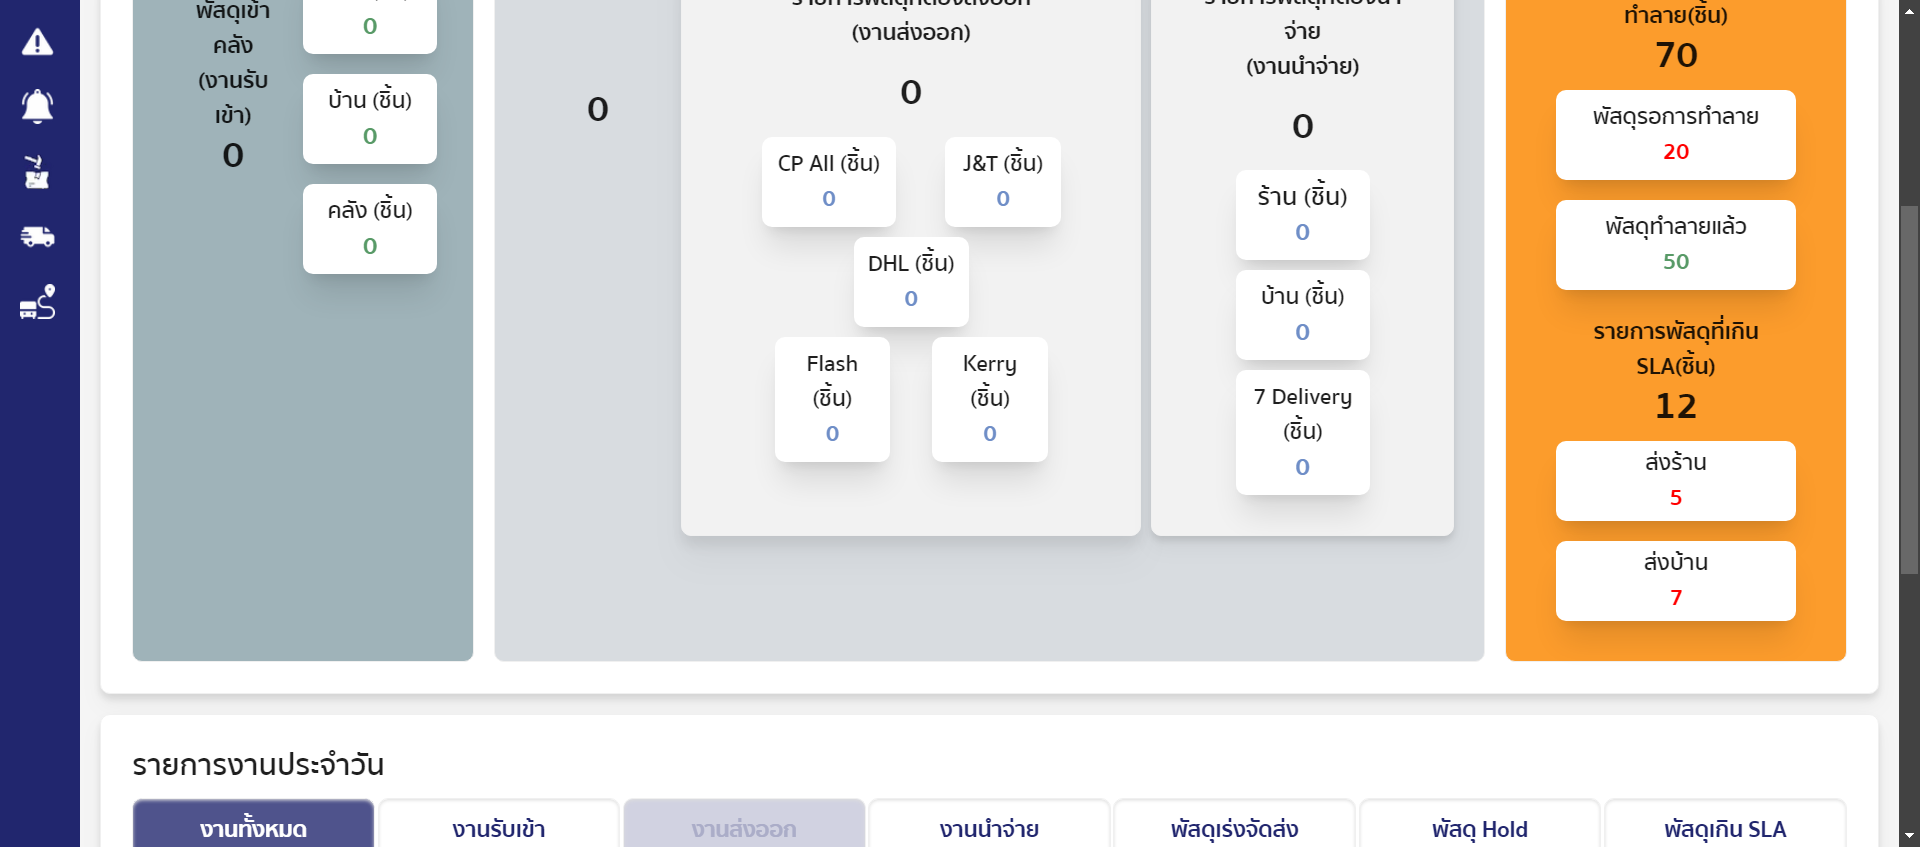 พัสดุเข้า
คลัง
(งานรับ
เข้า)
0
0
บ้าน (ชิ้น)
0
คลัง (ชิ้น)
0
0
(งานส่งออก)
0
CP All (ชิ้น)
0
J&T (ชิ้น)
0
DHL (ชิ้น)
0
Flash
(ชิ้น)
0
Kerry
(ชิ้น)
0
จ่าย
(งานนำจ่าย)
0
ร้าน (ชิ้น)
0
บ้าน (ชิ้น)
0
7 Delivery
(ชิ้น)
0
ทำลาย(ชิ้น)
70
พัสดุรอการทำลาย
20
พัสดุทำลายแล้ว
50
รายการพัสดุที่เกิน
SLA(ชิ้น)
12
ส่งร้าน
5
ส่งบ้าน
7
รายการงานประจำวัน
งานทั้งหมด
งานรับเข้า
งานส่งออก
งานนำจ่าย
พัสดุเร่งจัดส่ง
พัสดุ Hold
พัสดุเกิน SLA